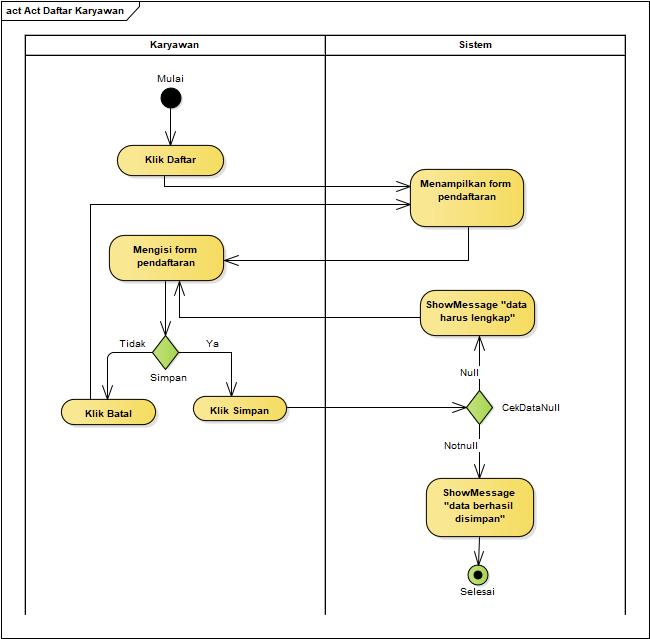 act Act Daftar Karyawan
Karyawan
Sistem
Mulai
Klik Daftar
Menampilkan form
pendaftaran
Mengisi form
pendaftaran
ShowMessage "data
harus lengkap"
Tidak
Ya
Simpan
Null
Klik Batal
Klik Simpan
CekDataNull
Notnull
ShowMessage
"data berhasil
disimpan"
Selesai